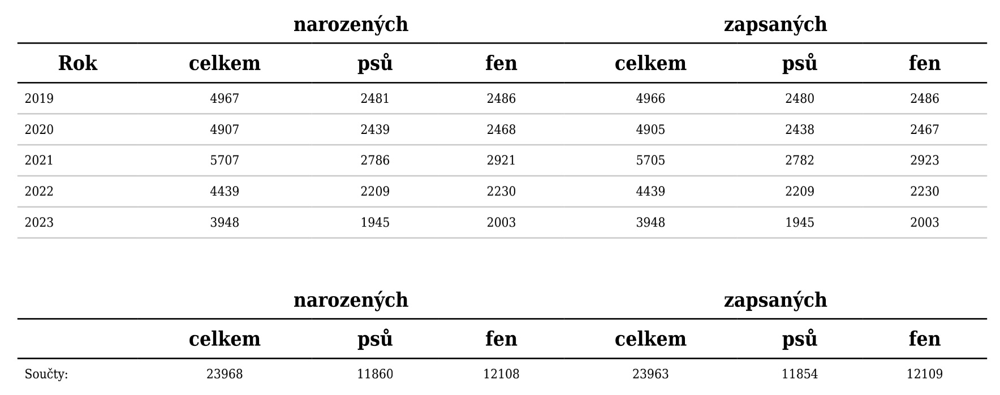 narozených zapsaných
Rok celkem psů fen celkem psů fen
2019 4967 2481 2486 4966 2480 2486
2020 4907 2439 2468 4905 2438 2467
2021 5707 2786 2921 5705 2782 2923
2022 4439 2209 2230 4439 2209 2230
2023 3948 1945 2003 3948 1945 2003
narozených zapsaných
celkem psů fen celkem psů fen
Součty: 23968 11860 12108 23963 11854 12109